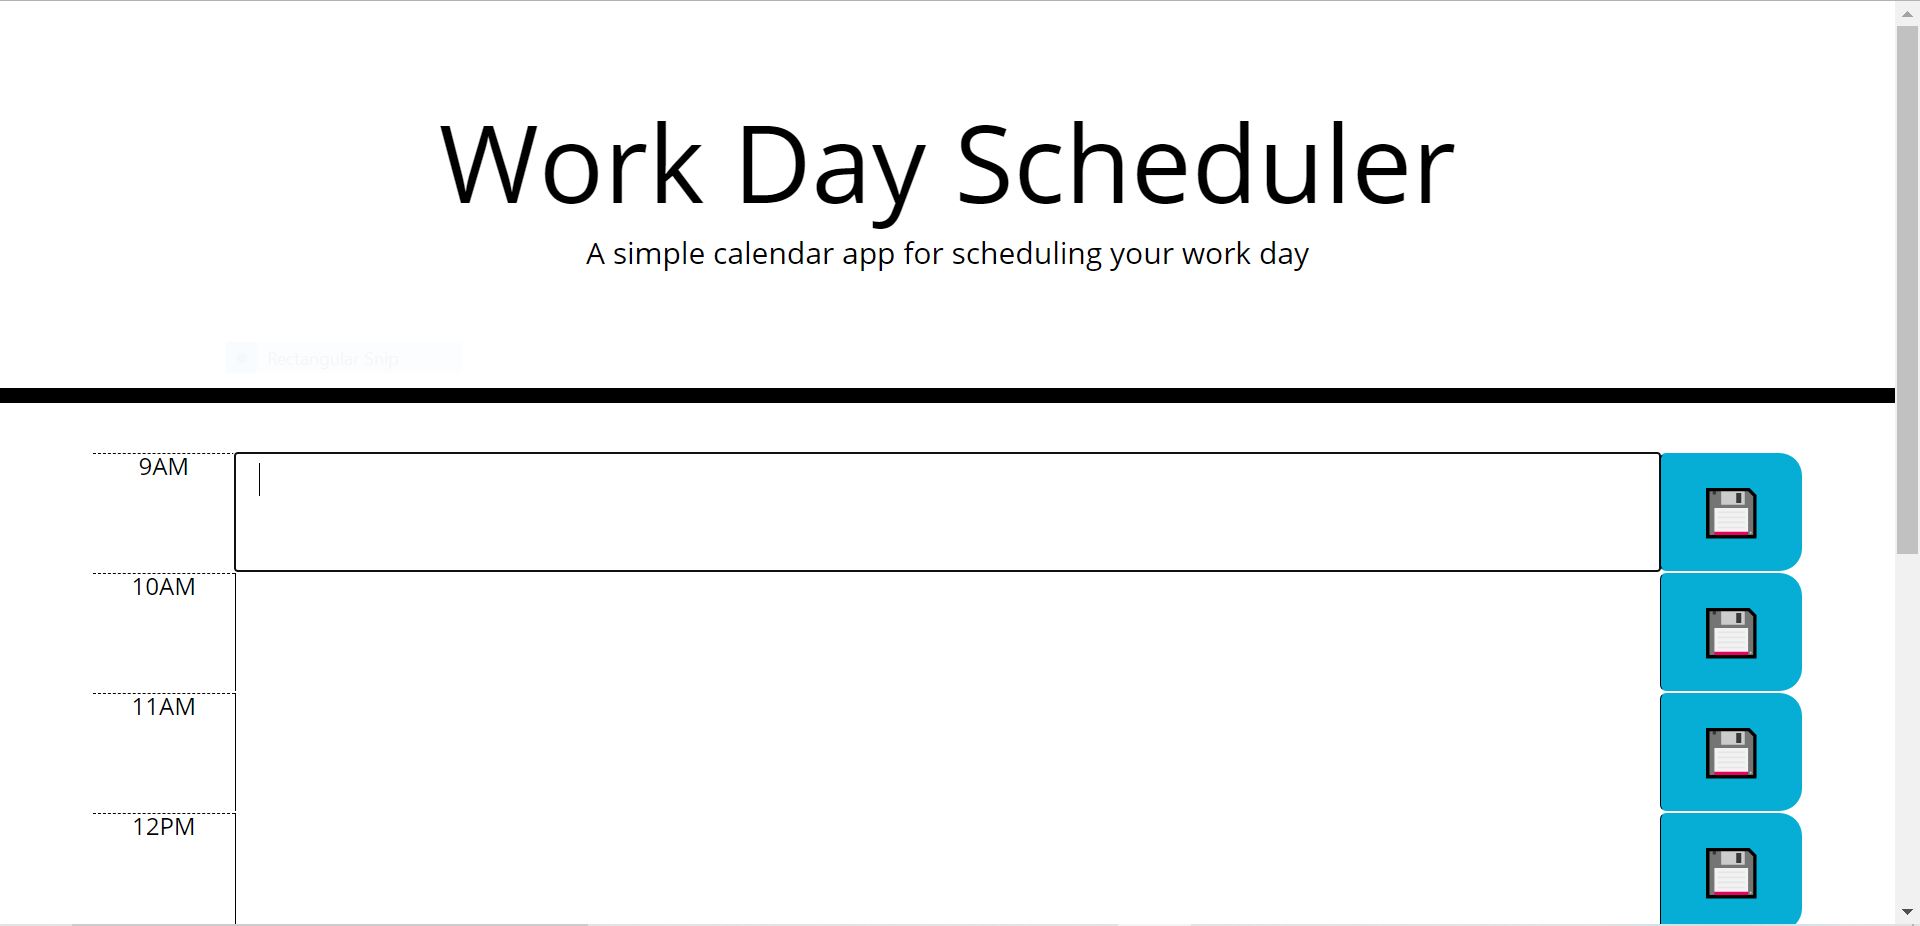 Work Day Scheduler
A simple calendar app for scheduling your work day
Rectangular Snip
9AM
10AM
11AM
12PM